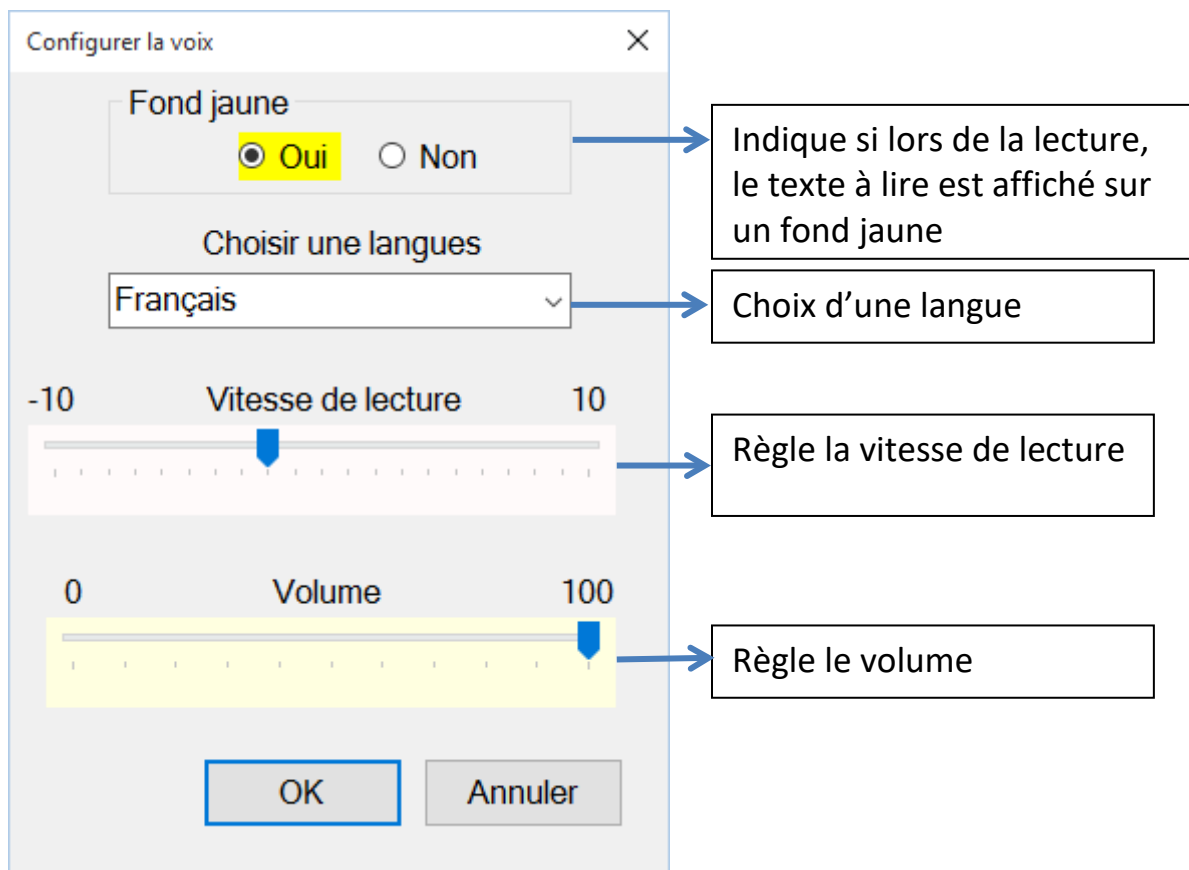 Configurer la voix
Fond jaune
Oui Non
Indique si lors de la lecture,
le texte à lire est affiché sur
un fond jaune
Choisir une langues
Français
Choix d’une langue
-10 Vitesse de lecture 10
Règle la vitesse de lecture
0 Volume 100
Règle le volume
OK Annuler